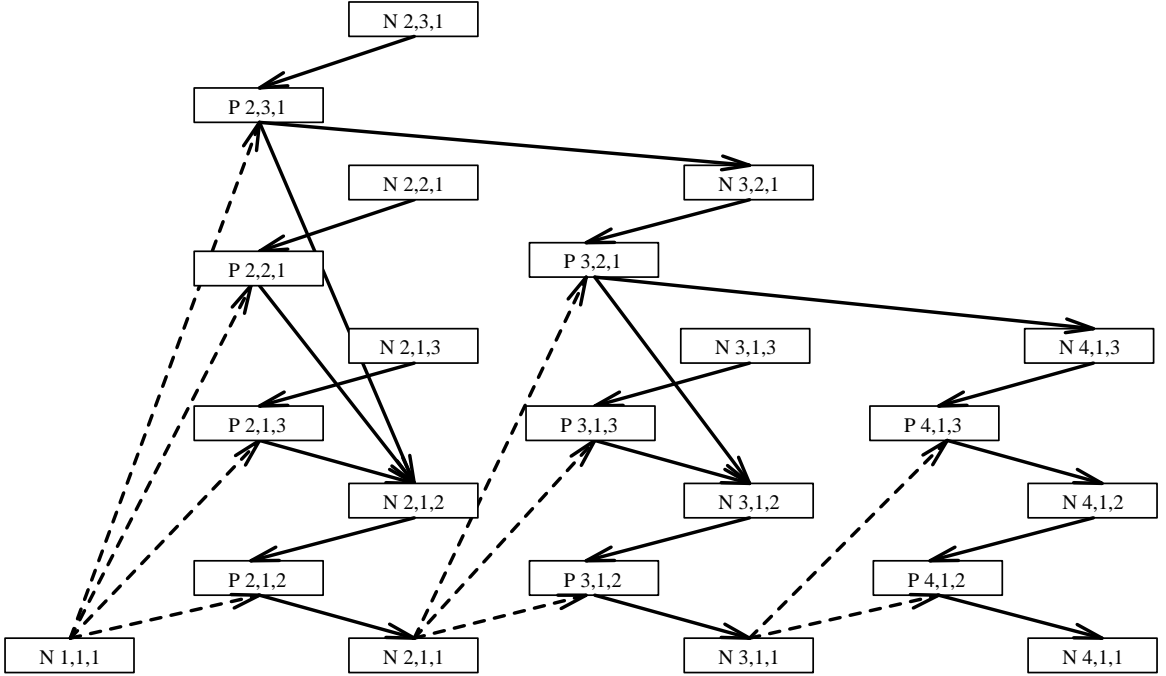 N 2,3,1
P 2,3,1
N 2,2,1
N 3,2,1
P 2,2,1
P 3,2,1
N 2,1,3
N 3,1,3
N 4,1,3
P 2,1,3
P 3,1,3
P 4,1,3
N 2,1,2
N 3,1,2
N 4,1,2
P 2,1,2
P 3,1,2
P 4,1,2
N 1,1,1
N 2,1,1
N 3,1,1
N 4,1,1